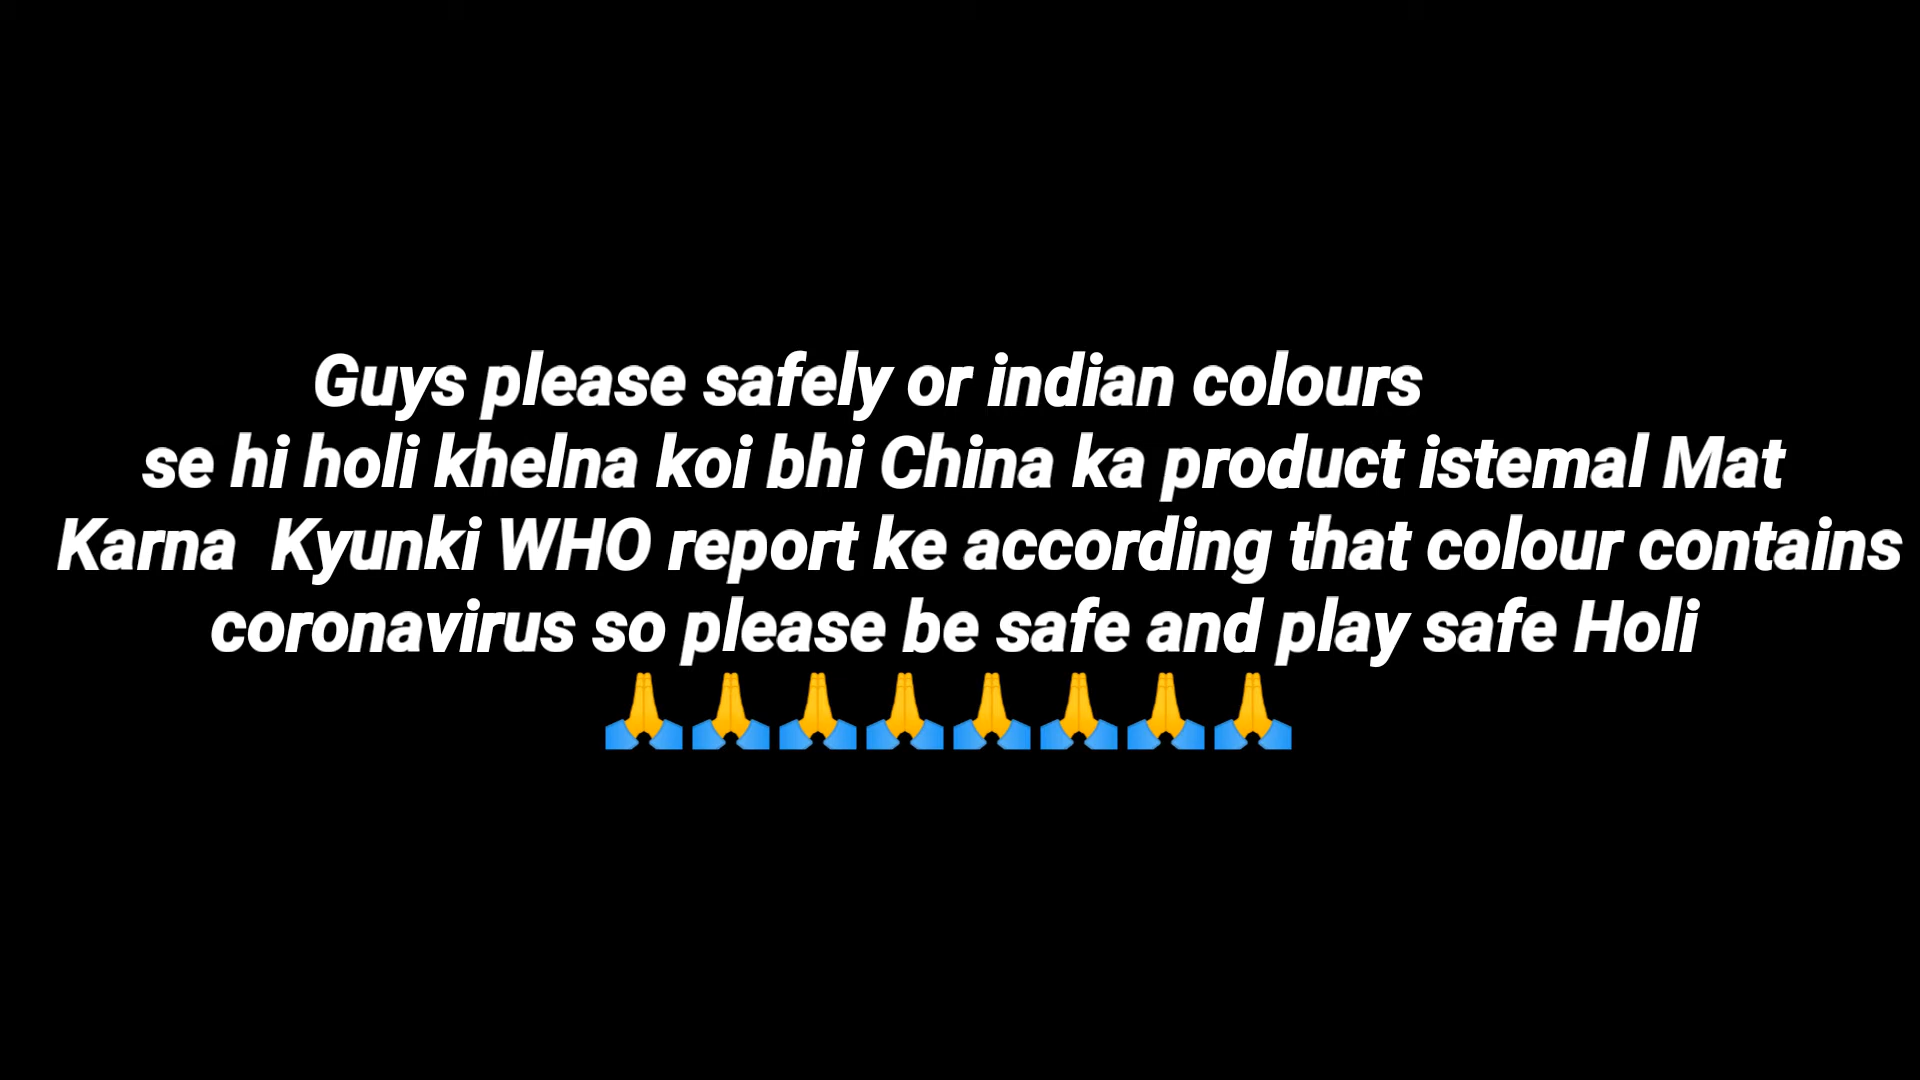 Guys please safely or indian colours
se hi holi khelna koi bhi China ka product istemal Mat
Karna  Kyunki WHO report ke according that colour contains
coronavirus so please be safe and play safe Holi
🙏🙏🙏🙏🙏🙏🙏🙏